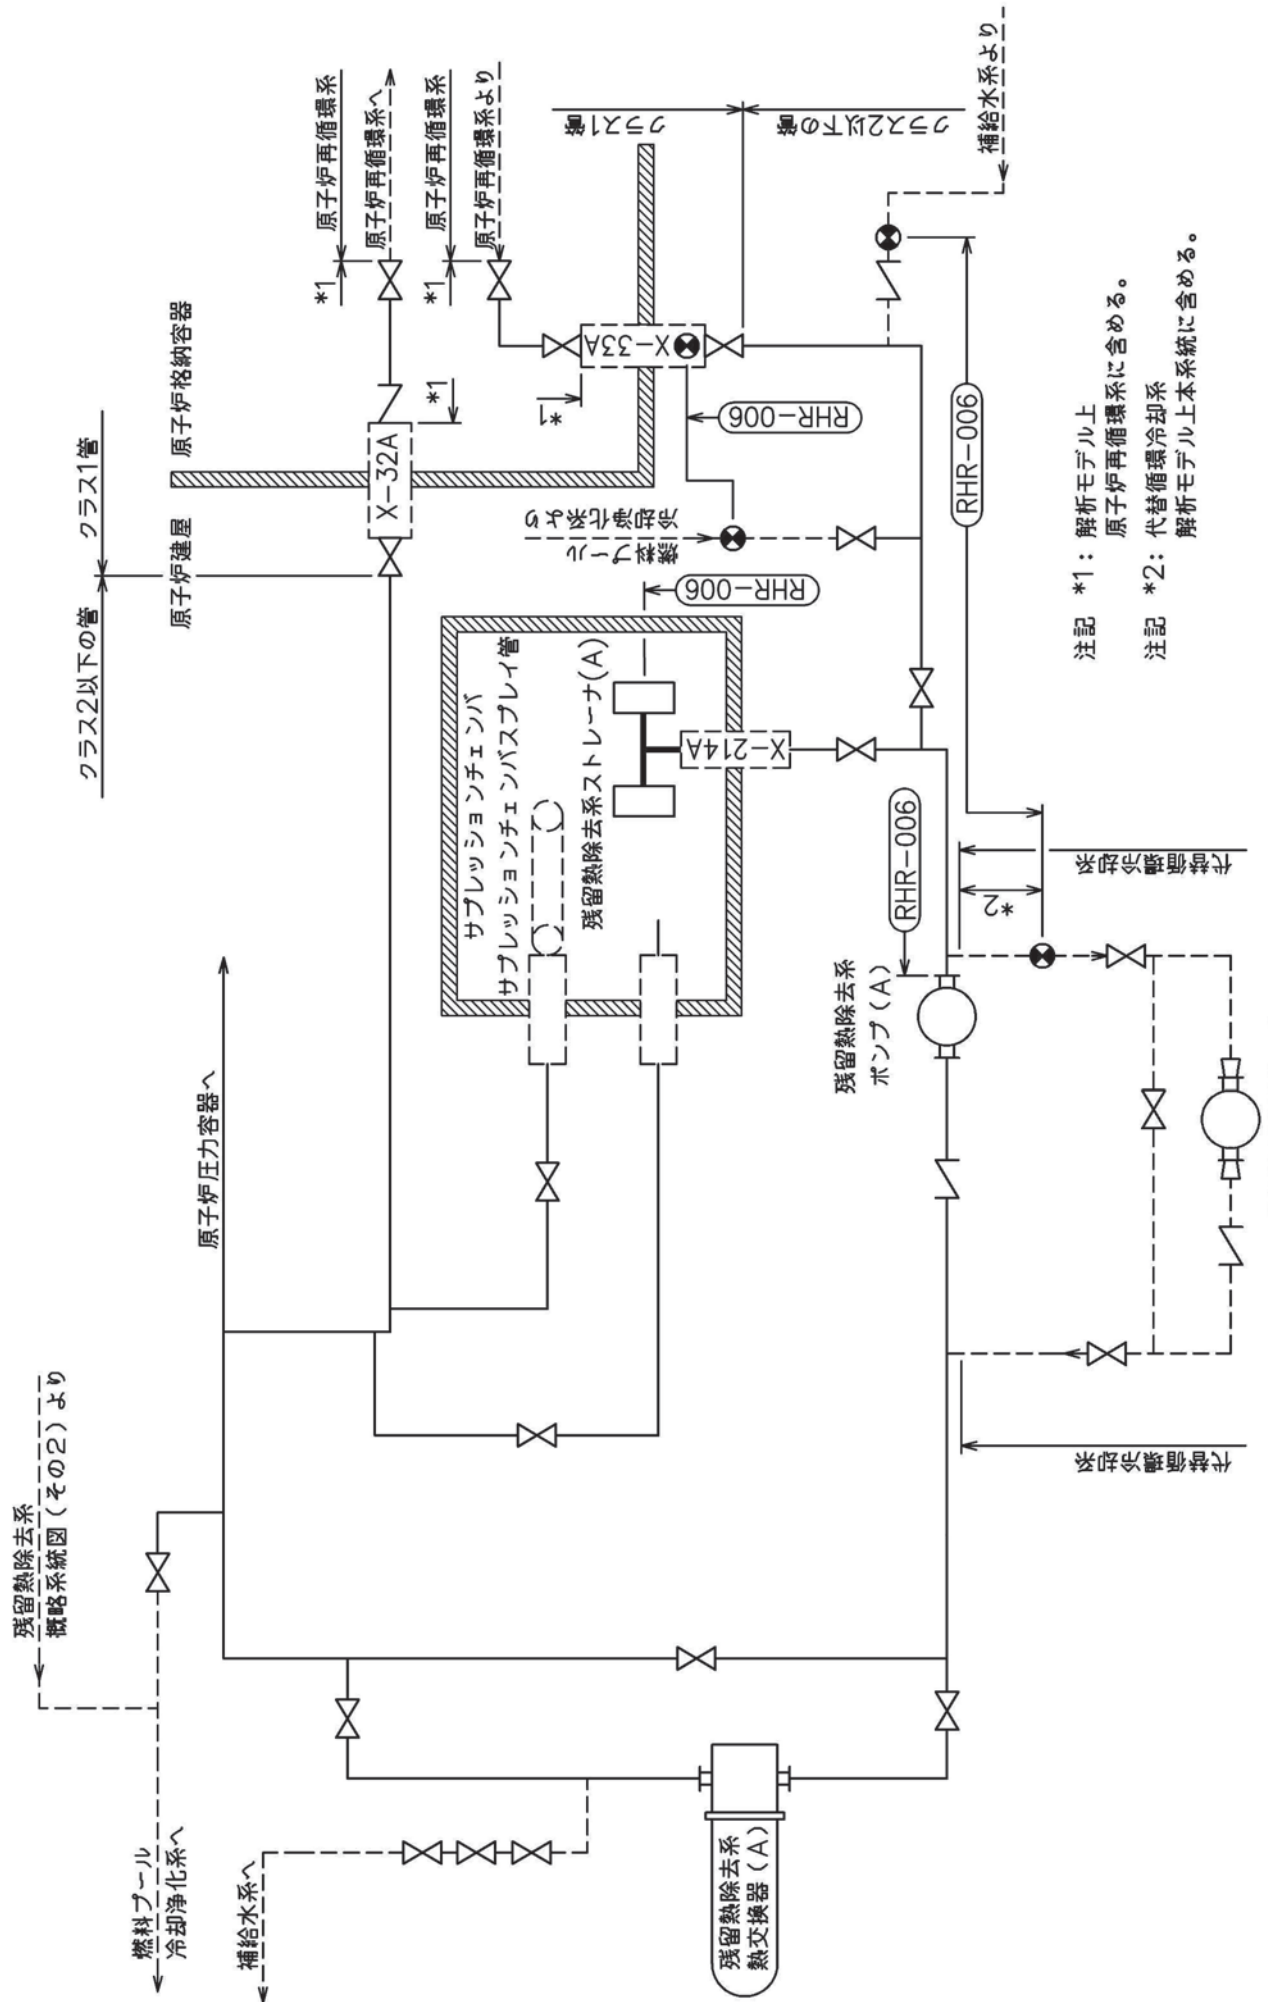 残留熱除去系
概略系統図(その2)より
燃料プール
冷却浄化系へ
補給水系へ
原子炉圧力容器へ
クラス2以下の管
クラス1管
原子炉建屋
原子炉格納容器
X-32A
*1
*1
原子炉再循環系
原子炉再循環系へ
*1
原子炉再循環系
原子炉再循環系より
X-33A
*1
クラス1管
クラス2以下の管
RHR-006
燃料プール
冷却浄化系より
RHR-006
サプレッションチェンバ
サプレッションチェンバスプレイ管
残留熱除去系ストレーナ(A)
X-214A
補給水系より
RHR-006
RHR-006
残留熱除去系
ポンプ(A)
*2
代替循環冷却系
代替循環冷却系
残留熱除去系
熱交換器(A)
注記 *1:解析モデル上
原子炉再循環系に含める。
注記 *2:代替循環冷却系
解析モデル上本系統に含める。